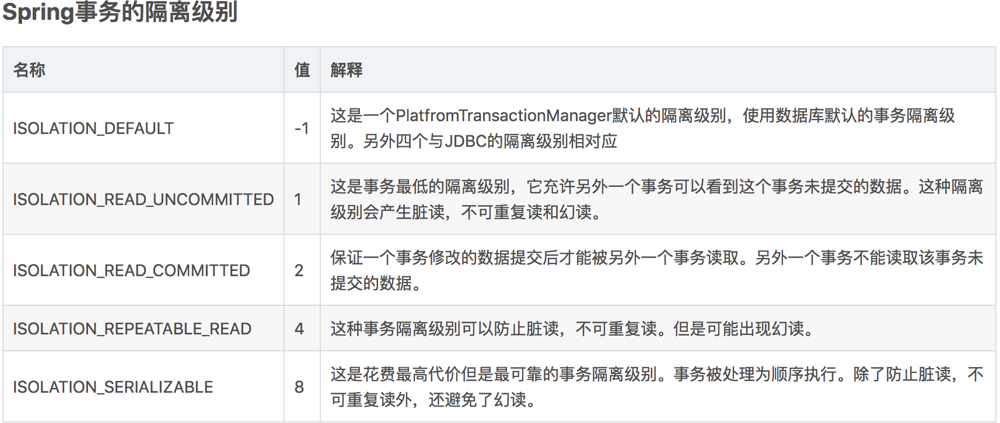 Spring事务的隔离级别
名称 值 解释
ISOLATION_DEFAULT -1 这是一个PlatfromTransactionManager默认的隔离级别，使用数据库默认的事务隔离级
别。另外四个与JDBC的隔离级别相对应
ISOLATION_READ_UNCOMMITTED 1 这是事务最低的隔离级别，它充许另外一个事务可以看到这个事务未提交的数据。这种隔离
级别会产生脏读，不可重复读和幻读。
ISOLATION_READ_COMMITTED 2 保证一个事务修改的数据提交后才能被另外一个事务读取。另外一个事务不能读取该事务未
提交的数据。
ISOLATION_REPEATABLE_READ 4 这种事务隔离级别可以防止脏读，不可重复读。但是可能出现幻读。
ISOLATION_SERIALIZABLE 8 这是花费最高代价但是最可靠的事务隔离级别。事务被处理为顺序执行。除了防止脏读，不
可重复读外，还避免了幻读。